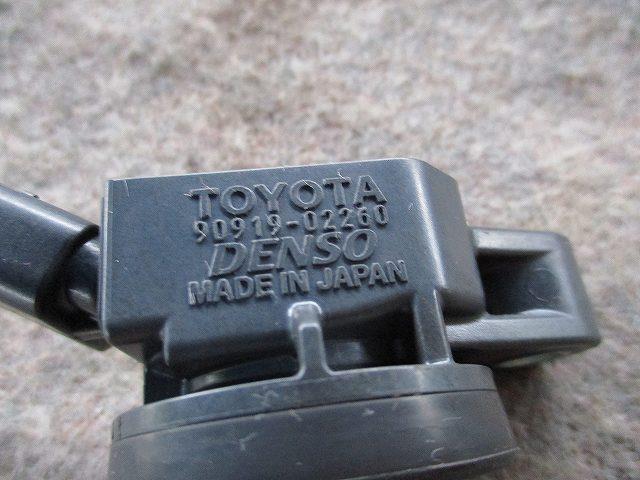 TOYOTA
90919-02260
DENSO
MADE IN JAPAN